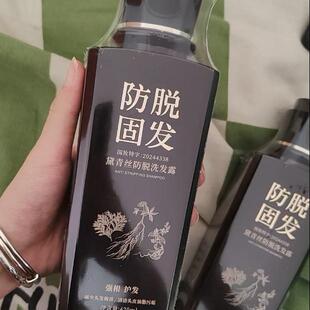 防脱
固发
国妆特字:20244338
黛青丝防脱洗发露
ANTI STRIPPING SHAMPOO
强根 护发
防脱
固发
黛青丝防脱洗发露